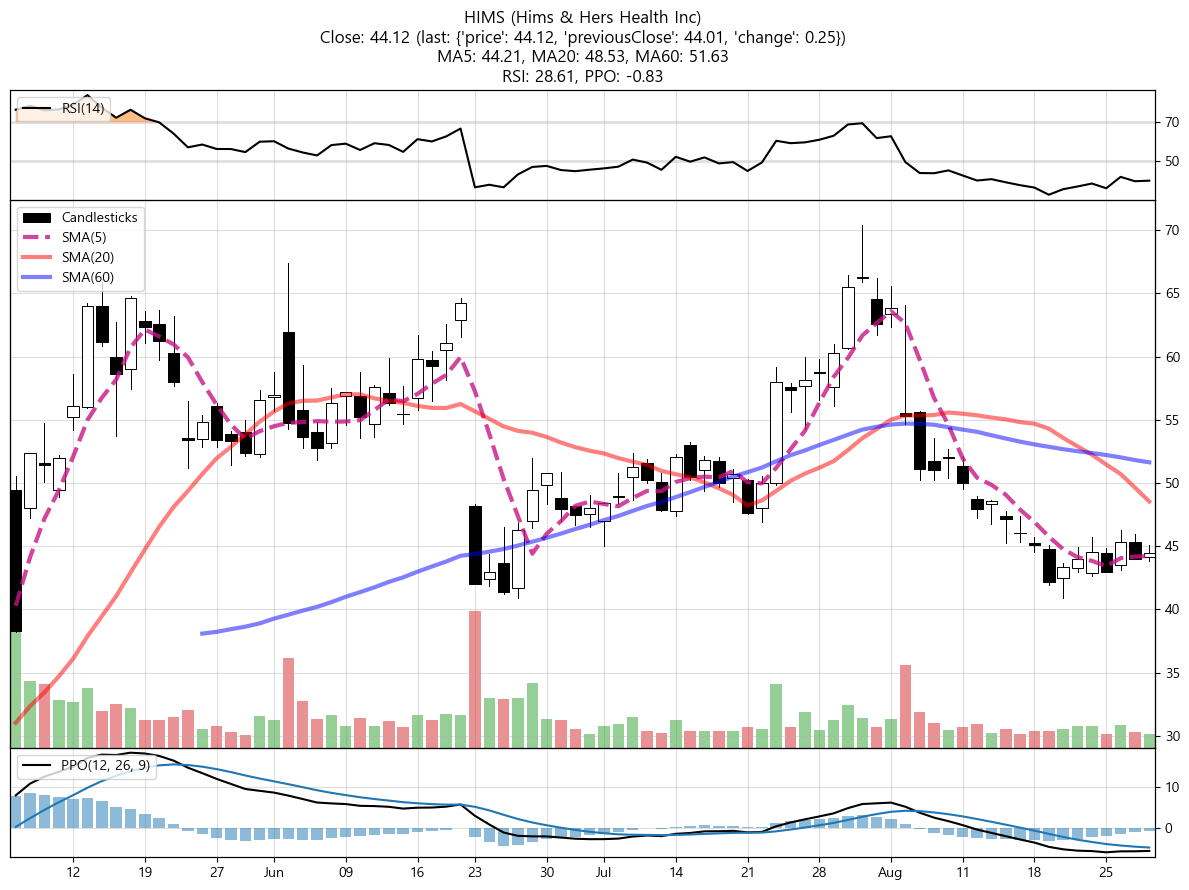 HIMS (Hims & Hers Health Inc)
Close: 44.12 (last: {'price': 44.12, 'previousClose': 44.01, 'change': 0.25})
MA5: 44.21, MA20: 48.53, MA60: 51.63
RSI: 28.61, PPO: -0.83
RSI(14)
70
50
Candlesticks
SMA(5)
SMA(20)
SMA(60)
70
65
60
55
50
45
40
35
30
PPO(12, 26, 9)
10
0
12 19 27 Jun 09 16 23 30 Jul 14 21 28 Aug 11 18 25